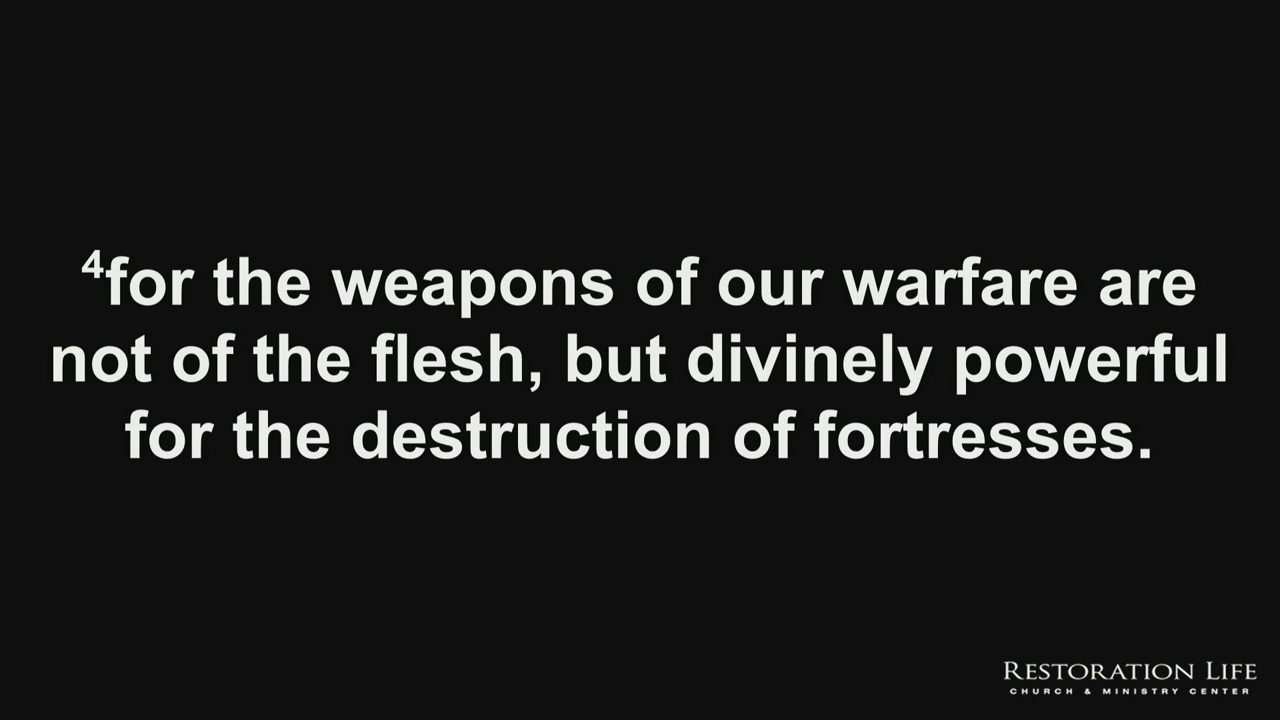 ⁴for the weapons of our warfare are
not of the flesh, but divinely powerful
for the destruction of fortresses.
RESTORATION LIFE
CHURCH & MINISTRY CENTER